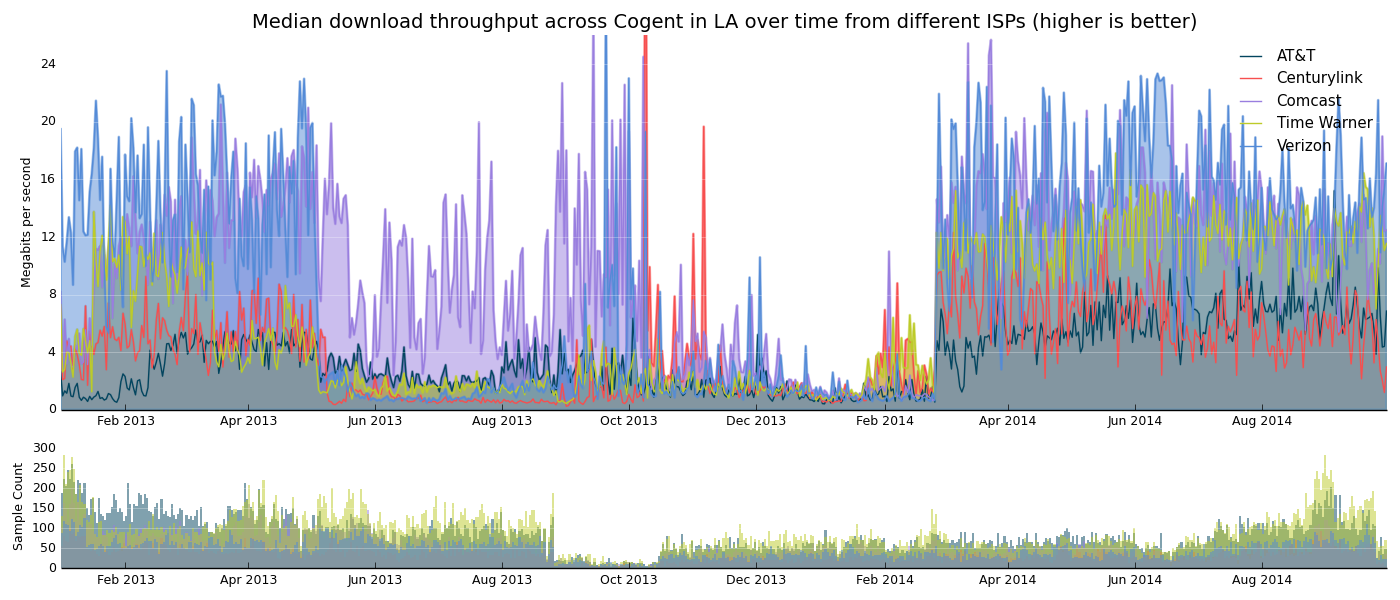 Median download throughput across Cogent in LA over time from different ISPs (higher is better)
Megabits per second
24
20
16
12
8
4
0
AT&T
Centurylink
Comcast
Time Warner
Verizon
Feb 2013 Apr 2013 Jun 2013 Aug 2013 Oct 2013 Dec 2013 Feb 2014 Apr 2014 Jun 2014 Aug 2014
Sample Count
300
250
200
150
100
50
0
Feb 2013 Apr 2013 Jun 2013 Aug 2013 Oct 2013 Dec 2013 Feb 2014 Apr 2014 Jun 2014 Aug 2014